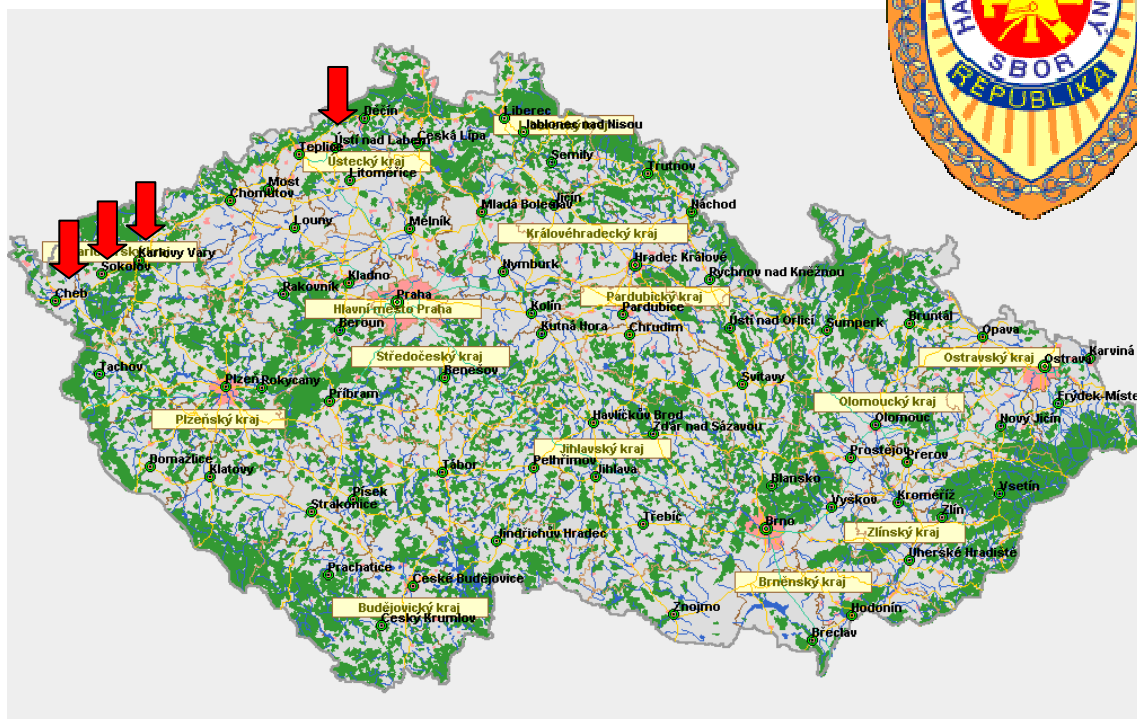 SBOR
REPUBLIKA
Děčín
Liberec
Jablonec nad Nisou
Ústí nad Labem
Česká Lípa
Teplice
Ústecký kraj
Semily
Litoměřice
Trutnov
Most
Chomutov
Jičín
Mladá Boleslav
Náchod
Louny
Mělník
Královéhradecký kraj
Karlovy Vary
Sokolov
Nymburk
Hradec Králové
Rychnov nad Kněžnou
Kladno
Cheb
Rakovník
Praha
Pardubický kraj
Hlavní město Praha
Kolín
Pardubice
Beroun
Kutná Hora
Chrudim
Ústí nad Orlicí
Šumperk
Bruntál
Opava
Středočeský kraj
Ostravský kraj
Karviná
Ostrava
Tachov
Benešov
Plzeň
Rokycany
Svitavy
Příbram
Olomoucký kraj
Frýdek-Míste
Plzeňský kraj
Havlíčkův Brod
Olomouc
Nový Jičín
Žďár nad Sázavou
Jihlavský kraj
Prostějov
Přerov
Domažlice
Klatovy
Tábor
Pelhřimov
Jihlava
Blansko
Vsetín
Písek
Kroměříž
Strakonice
Vyškov
Zlín
Třebíč
Brno
Zlínský kraj
Jindřichův Hradec
Uherské Hradiště
Prachatice
České Budějovice
Brněnský kraj
Budějovický kraj
Znojmo
Hodonín
Český Krumlov
Břeclav